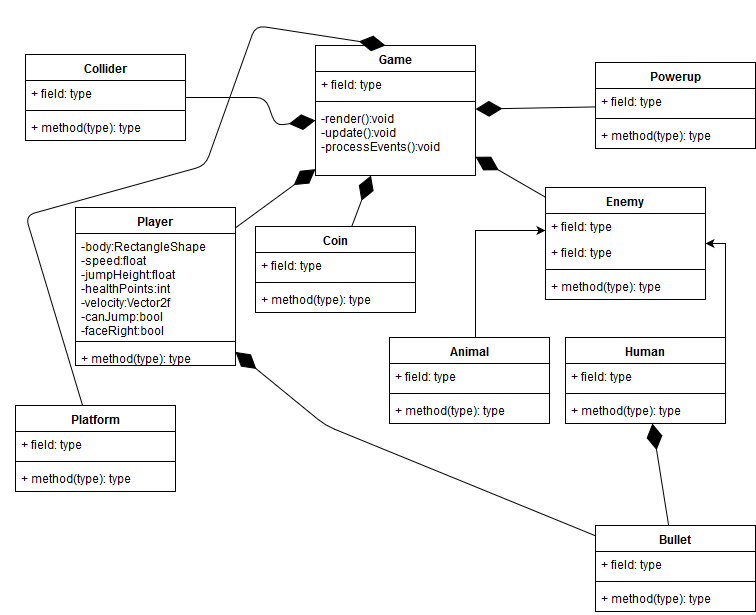 Game
+ field: type
-render():void
-update():void
-processEvents():void
Collider
+ field: type
+ method(type): type
Powerup
+ field: type
+ method(type): type
Player
-body:RectangleShape
-speed:float
-jumpHeight:float
-healthPoints:int
-velocity:Vector2f
-canJump:bool
-faceRight:bool
+ method(type): type
Coin
+ field: type
+ method(type): type
Enemy
+ field: type
+ field: type
+ method(type): type
Animal
+ field: type
+ method(type): type
Human
+ field: type
+ method(type): type
Platform
+ field: type
+ method(type): type
Bullet
+ field: type
+ method(type): type